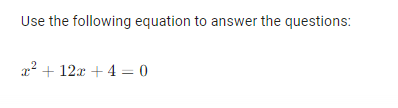 Use the following equation to answer the questions:
x² + 12x + 4 = 0